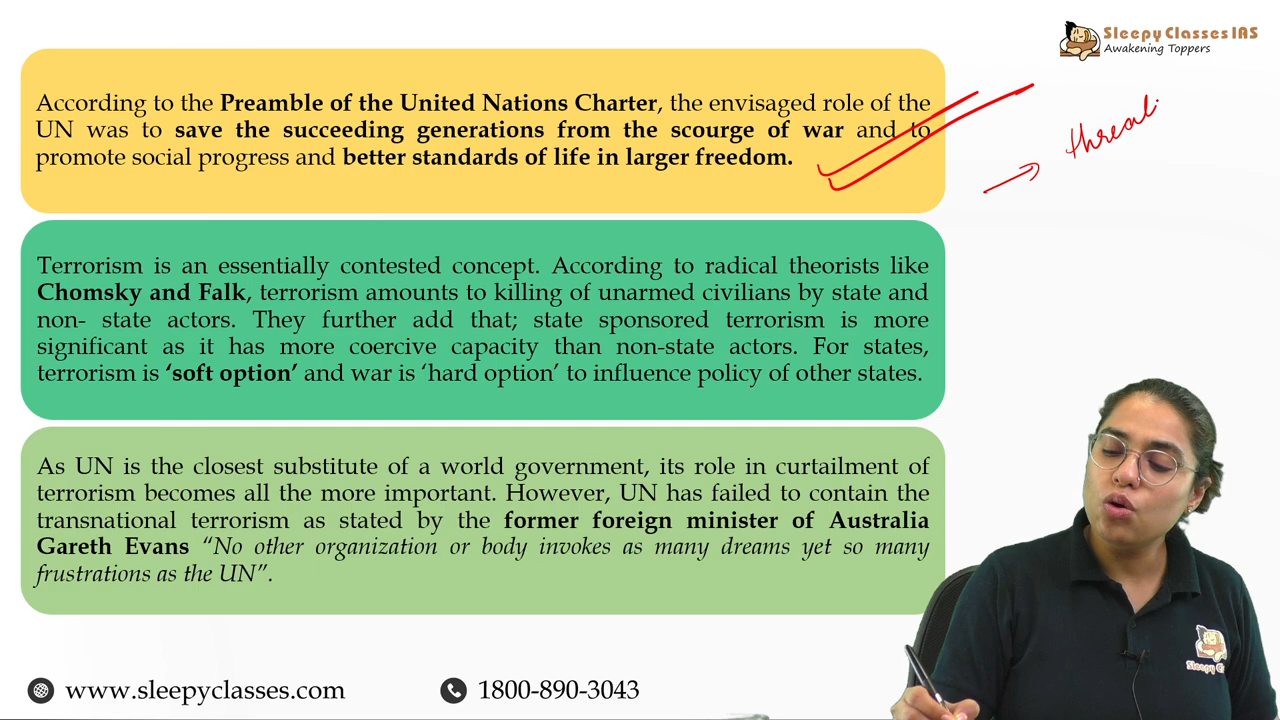 Sleepy Classes IAS
Awakening Toppers
According to the Preamble of the United Nations Charter, the envisaged role of the
UN was to save the succeeding generations from the scourge of war and to
promote social progress and better standards of life in larger freedom.
threat
Terrorism is an essentially contested concept. According to radical theorists like
Chomsky and Falk, terrorism amounts to killing of unarmed civilians by state and
non- state actors. They further add that; state sponsored terrorism is more
significant as it has more coercive capacity than non-state actors. For states,
terrorism is ‘soft option’ and war is ‘hard option’ to influence policy of other states.
As UN is the closest substitute of a world government, its role in curtailment of
terrorism becomes all the more important. However, UN has failed to contain the
transnational terrorism as stated by the former foreign minister of Australia
Gareth Evans “No other organization or body invokes as many dreams yet so many
frustrations as the UN”.
www.sleepyclasses.com
1800-890-3043